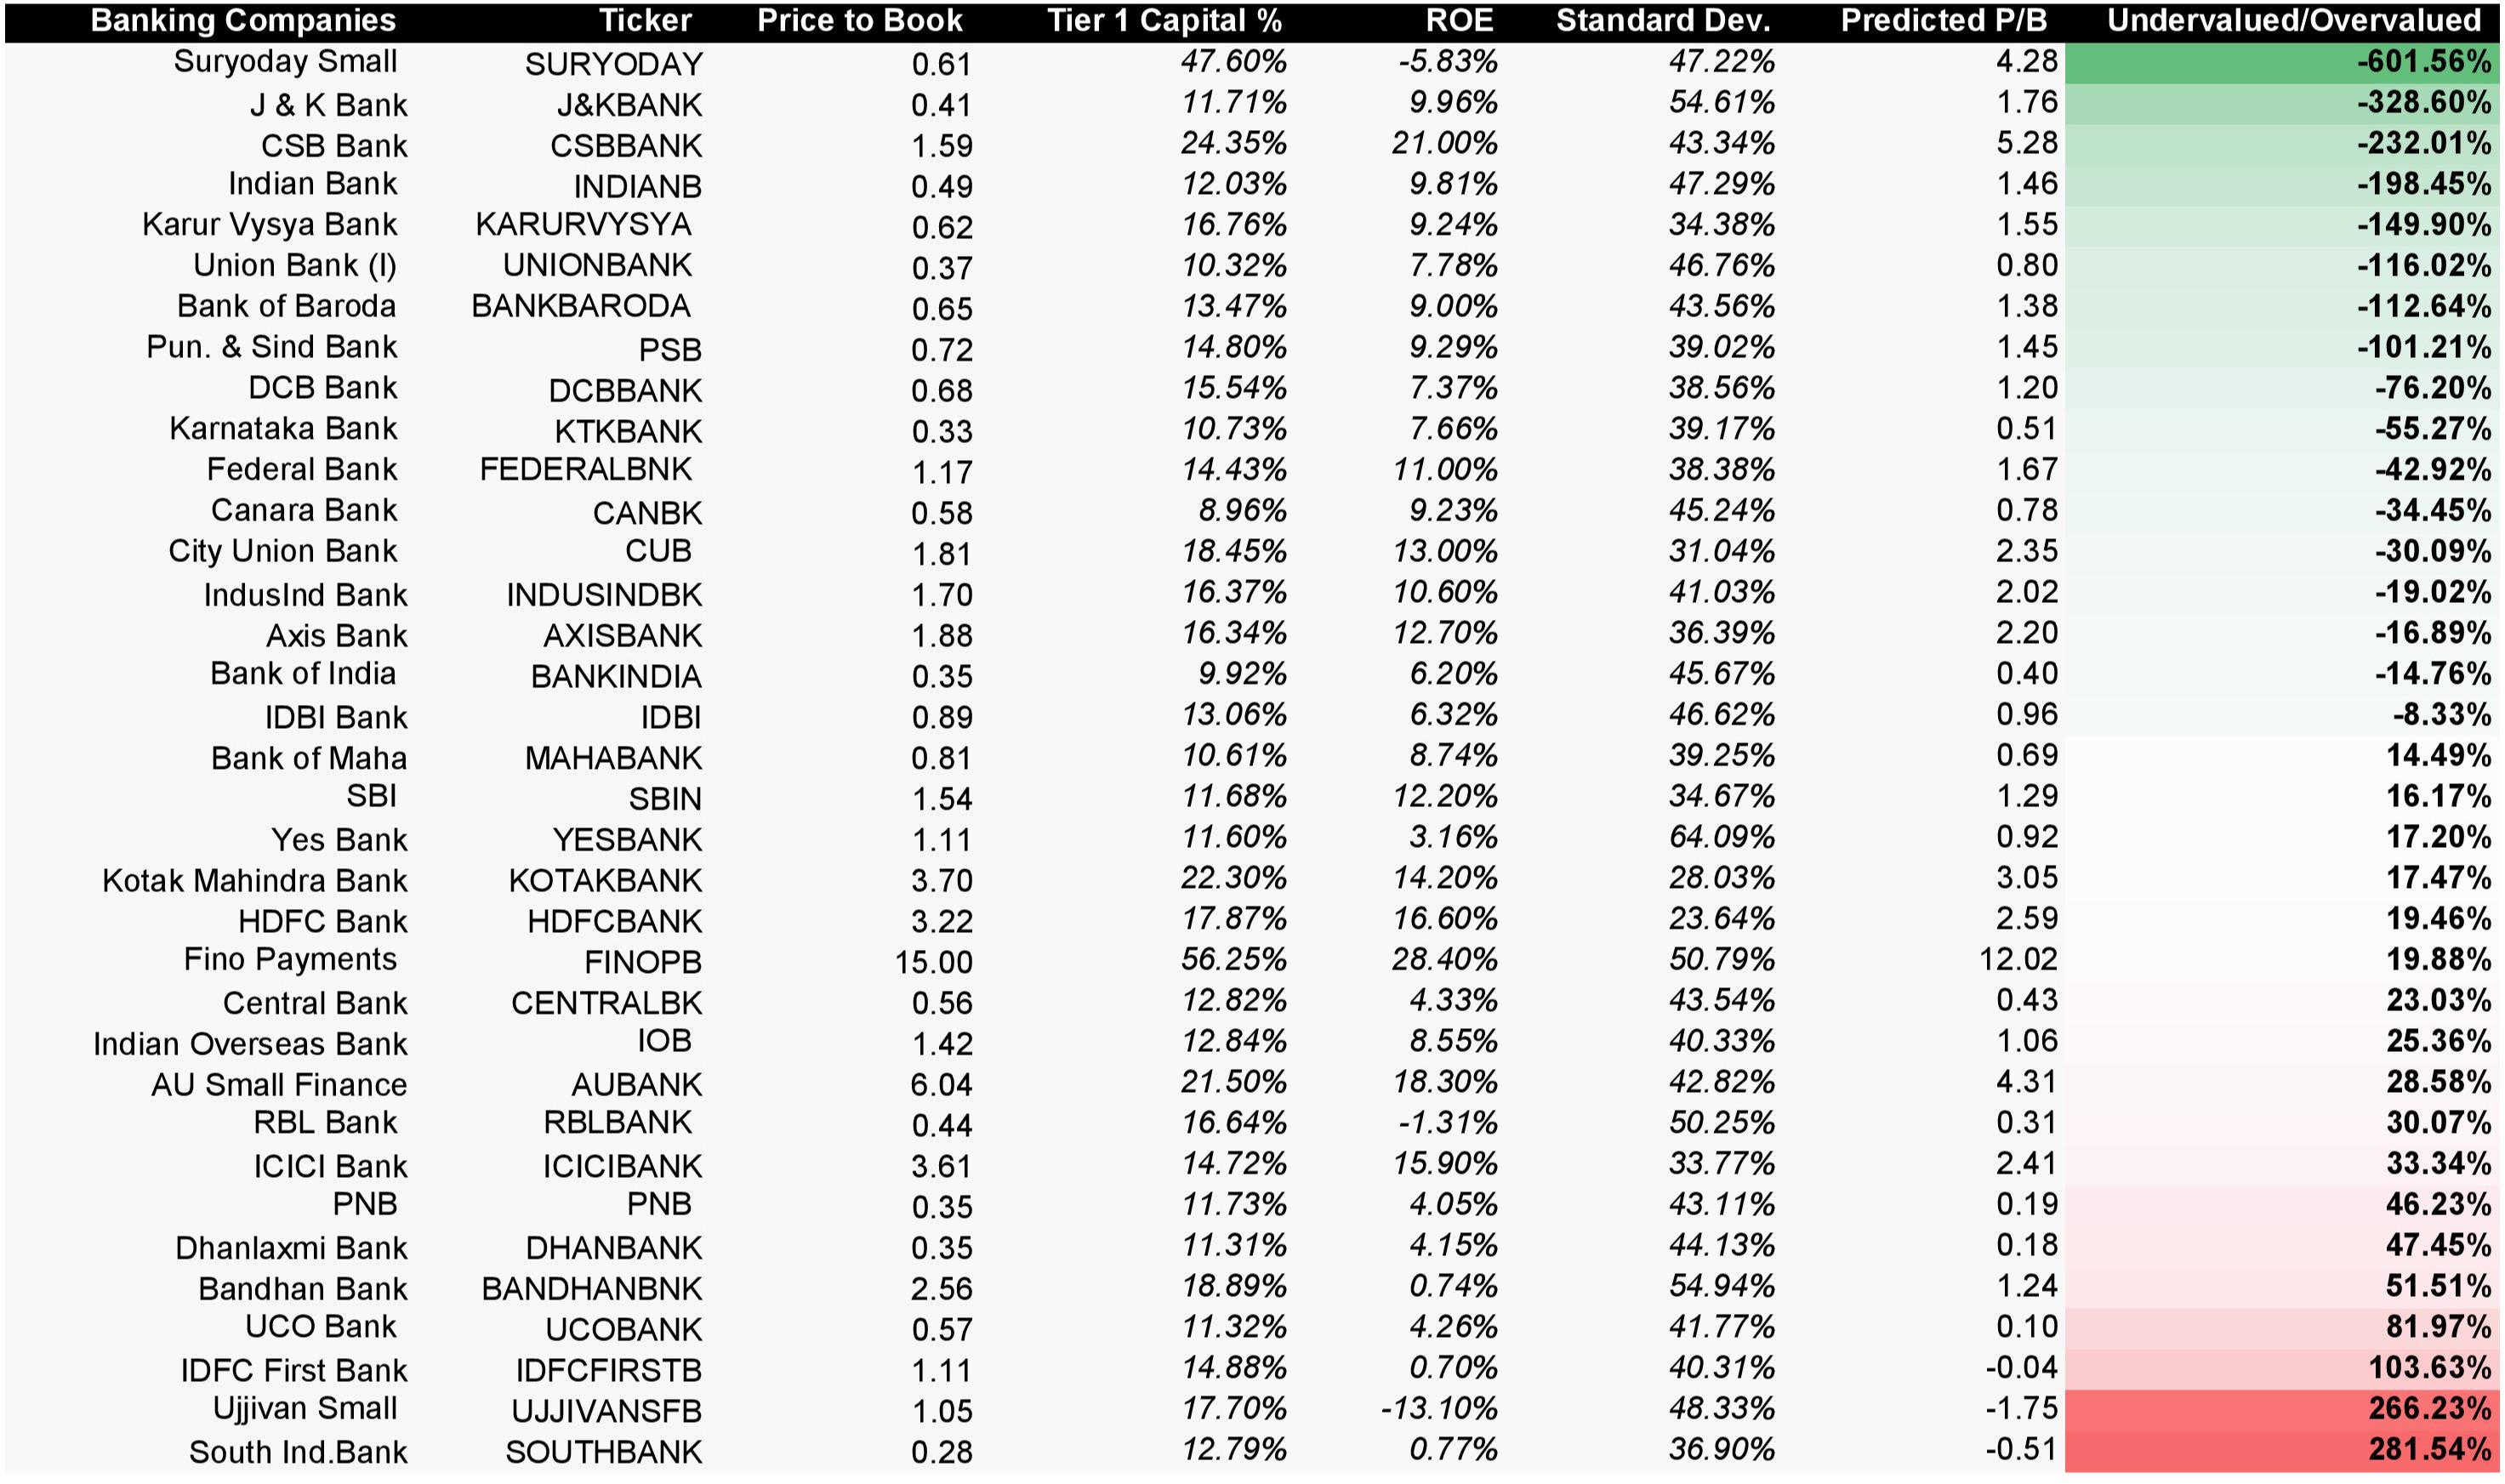 Banking Companies Ticker Price to Book Tier 1 Capital % ROE Standard Dev. Predicted P/B Undervalued/Overvalued
Suryoday Small SURYODAY 0.61 47.60% -5.83% 47.22% 4.28 -601.56%
J & K Bank J&KBANK 0.41 11.71% 9.96% 54.61% 1.76 -328.60%
CSB Bank CSBBANK 1.59 24.35% 21.00% 43.34% 5.28 -232.01%
Indian Bank INDIANB 0.49 12.03% 9.81% 47.29% 1.46 -198.45%
Karur Vysya Bank KARURVYSYA 0.62 16.76% 9.24% 34.38% 1.55 -149.90%
Union Bank (I) UNIONBANK 0.37 10.32% 7.78% 46.76% 0.80 -116.02%
Bank of Baroda BANKBARODA 0.65 13.47% 9.00% 43.56% 1.38 -112.64%
Pun. & Sind Bank PSB 0.72 14.80% 9.29% 39.02% 1.45 -101.21%
DCB Bank DCBBANK 0.68 15.54% 7.37% 38.56% 1.20 -76.20%
Karnataka Bank KTKBANK 0.33 10.73% 7.66% 39.17% 0.51 -55.27%
Federal Bank FEDERALBNK 1.17 14.43% 11.00% 38.38% 1.67 -42.92%
Canara Bank CANBK 0.58 8.96% 9.23% 45.24% 0.78 -34.45%
City Union Bank CUB 1.81 18.45% 13.00% 31.04% 2.35 -30.09%
IndusInd Bank INDUSINDBK 1.70 16.37% 10.60% 41.03% 2.02 -19.02%
Axis Bank AXISBANK 1.88 16.34% 12.70% 36.39% 2.20 -16.89%
Bank of India BANKINDIA 0.35 9.92% 6.20% 45.67% 0.40 -14.76%
IDBI Bank IDBI 0.89 13.06% 6.32% 46.62% 0.96 -8.33%
Bank of Maha MAHABANK 0.81 10.61% 8.74% 39.25% 0.69 14.49%
SBI SBIN 1.54 11.68% 12.20% 34.67% 1.29 16.17%
Yes Bank YESBANK 1.11 11.60% 3.16% 64.09% 0.92 17.20%
Kotak Mahindra Bank KOTAKBANK 3.70 22.30% 14.20% 28.03% 3.05 17.47%
HDFC Bank HDFCBANK 3.22 17.87% 16.60% 23.64% 2.59 19.46%
Fino Payments FINOPB 15.00 56.25% 28.40% 50.79% 12.02 19.88%
Central Bank CENTRALBK 0.56 12.82% 4.33% 43.54% 0.43 23.03%
Indian Overseas Bank IOB 1.42 12.84% 8.55% 40.33% 1.06 25.36%
AU Small Finance AUBANK 6.04 21.50% 18.30% 42.82% 4.31 28.58%
RBL Bank RBLBANK 0.44 16.64% -1.31% 50.25% 0.31 30.07%
ICICI Bank ICICIBANK 3.61 14.72% 15.90% 33.77% 2.41 33.34%
PNB PNB 0.35 11.73% 4.05% 43.11% 0.19 46.23%
Dhanlaxmi Bank DHANBANK 0.35 11.31% 4.15% 44.13% 0.18 47.45%
Bandhan Bank BANDHANBNK 2.56 18.89% 0.74% 54.94% 1.24 51.51%
UCO Bank UCOBANK 0.57 11.32% 4.26% 41.77% 0.10 81.97%
IDFC First Bank IDFCFIRSTB 1.11 14.88% 0.70% 40.31% -0.04 103.63%
Ujjivan Small UJJIVANSFB 1.05 17.70% -13.10% 48.33% -1.75 266.23%
South Ind.Bank SOUTHBANK 0.28 12.79% 0.77% 36.90% -0.51 281.54%